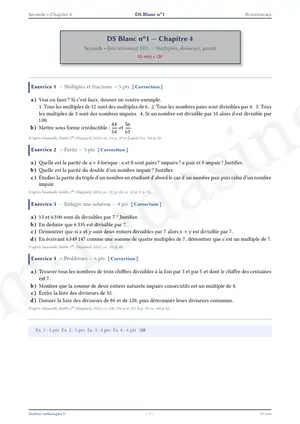 Seconde • Chapitre 4
DS Blanc n°1
DS Blanc n°1 — Chapitre 4
Seconde • Entraînement DS1 — Multiples, diviseurs, parité
55 min • /20
Exercice 1 — Multiples et fractions — 5 pts [ Correction ]
a) Vrai ou faux ? Si c'est faux, donner un contre-exemple.
1. Tous les multiples de 12 sont des multiples de 6. 2. Tous les nombres pairs sont divisibles par 4. 3. Tous
les multiples de 3 sont des nombres impairs. 4. Si un nombre est divisible par 10 alors il est divisible par
100.
b) Mettre sous forme irréductible : et
Exercice 2 — Parité — 5 pts [ Correction ]
a) Quelle est la parité de a × b lorsque : a et b sont pairs ? impairs ? a pair et b impair ? Justifier.
b) Quelle est la parité du double d'un nombre impair ? Justifier.
c) Étudier la parité du triple d'un nombre en étudiant d'abord le cas d'un nombre pair puis celui d'un nombre
impair.
Exercice 3 — Rédiger une solution — 4 pts [ Correction ]
a) 35 et 6 300 sont-ils divisibles par 7 ? Justifier.
b) En déduire que 6 335 est divisible par 7.
c) Démontrer que si x et y sont deux entiers divisibles par 7 alors x + y est divisible par 7.
d) En écrivant 6 349 147 comme une somme de quatre multiples de 7, démontrer que c'est un multiple de 7.
Exercice 4 — Problèmes — 6 pts [ Correction ]
a) Trouver tous les nombres de trois chiffres divisibles à la fois par 3 et par 5 et dont le chiffre des centaines
est 7.
b) Montrer que la somme de deux entiers naturels impairs consécutifs est un multiple de 4.
c) Écrire la liste des diviseurs de 32.
d) Donner la liste des diviseurs de 80 et de 120, puis déterminer leurs diviseurs communs.
Ex. 1 : 5 pts Ex. 2 : 5 pts Ex. 3 : 4 pts Ex. 4 : 6 pts /20
– 1 –
55 min